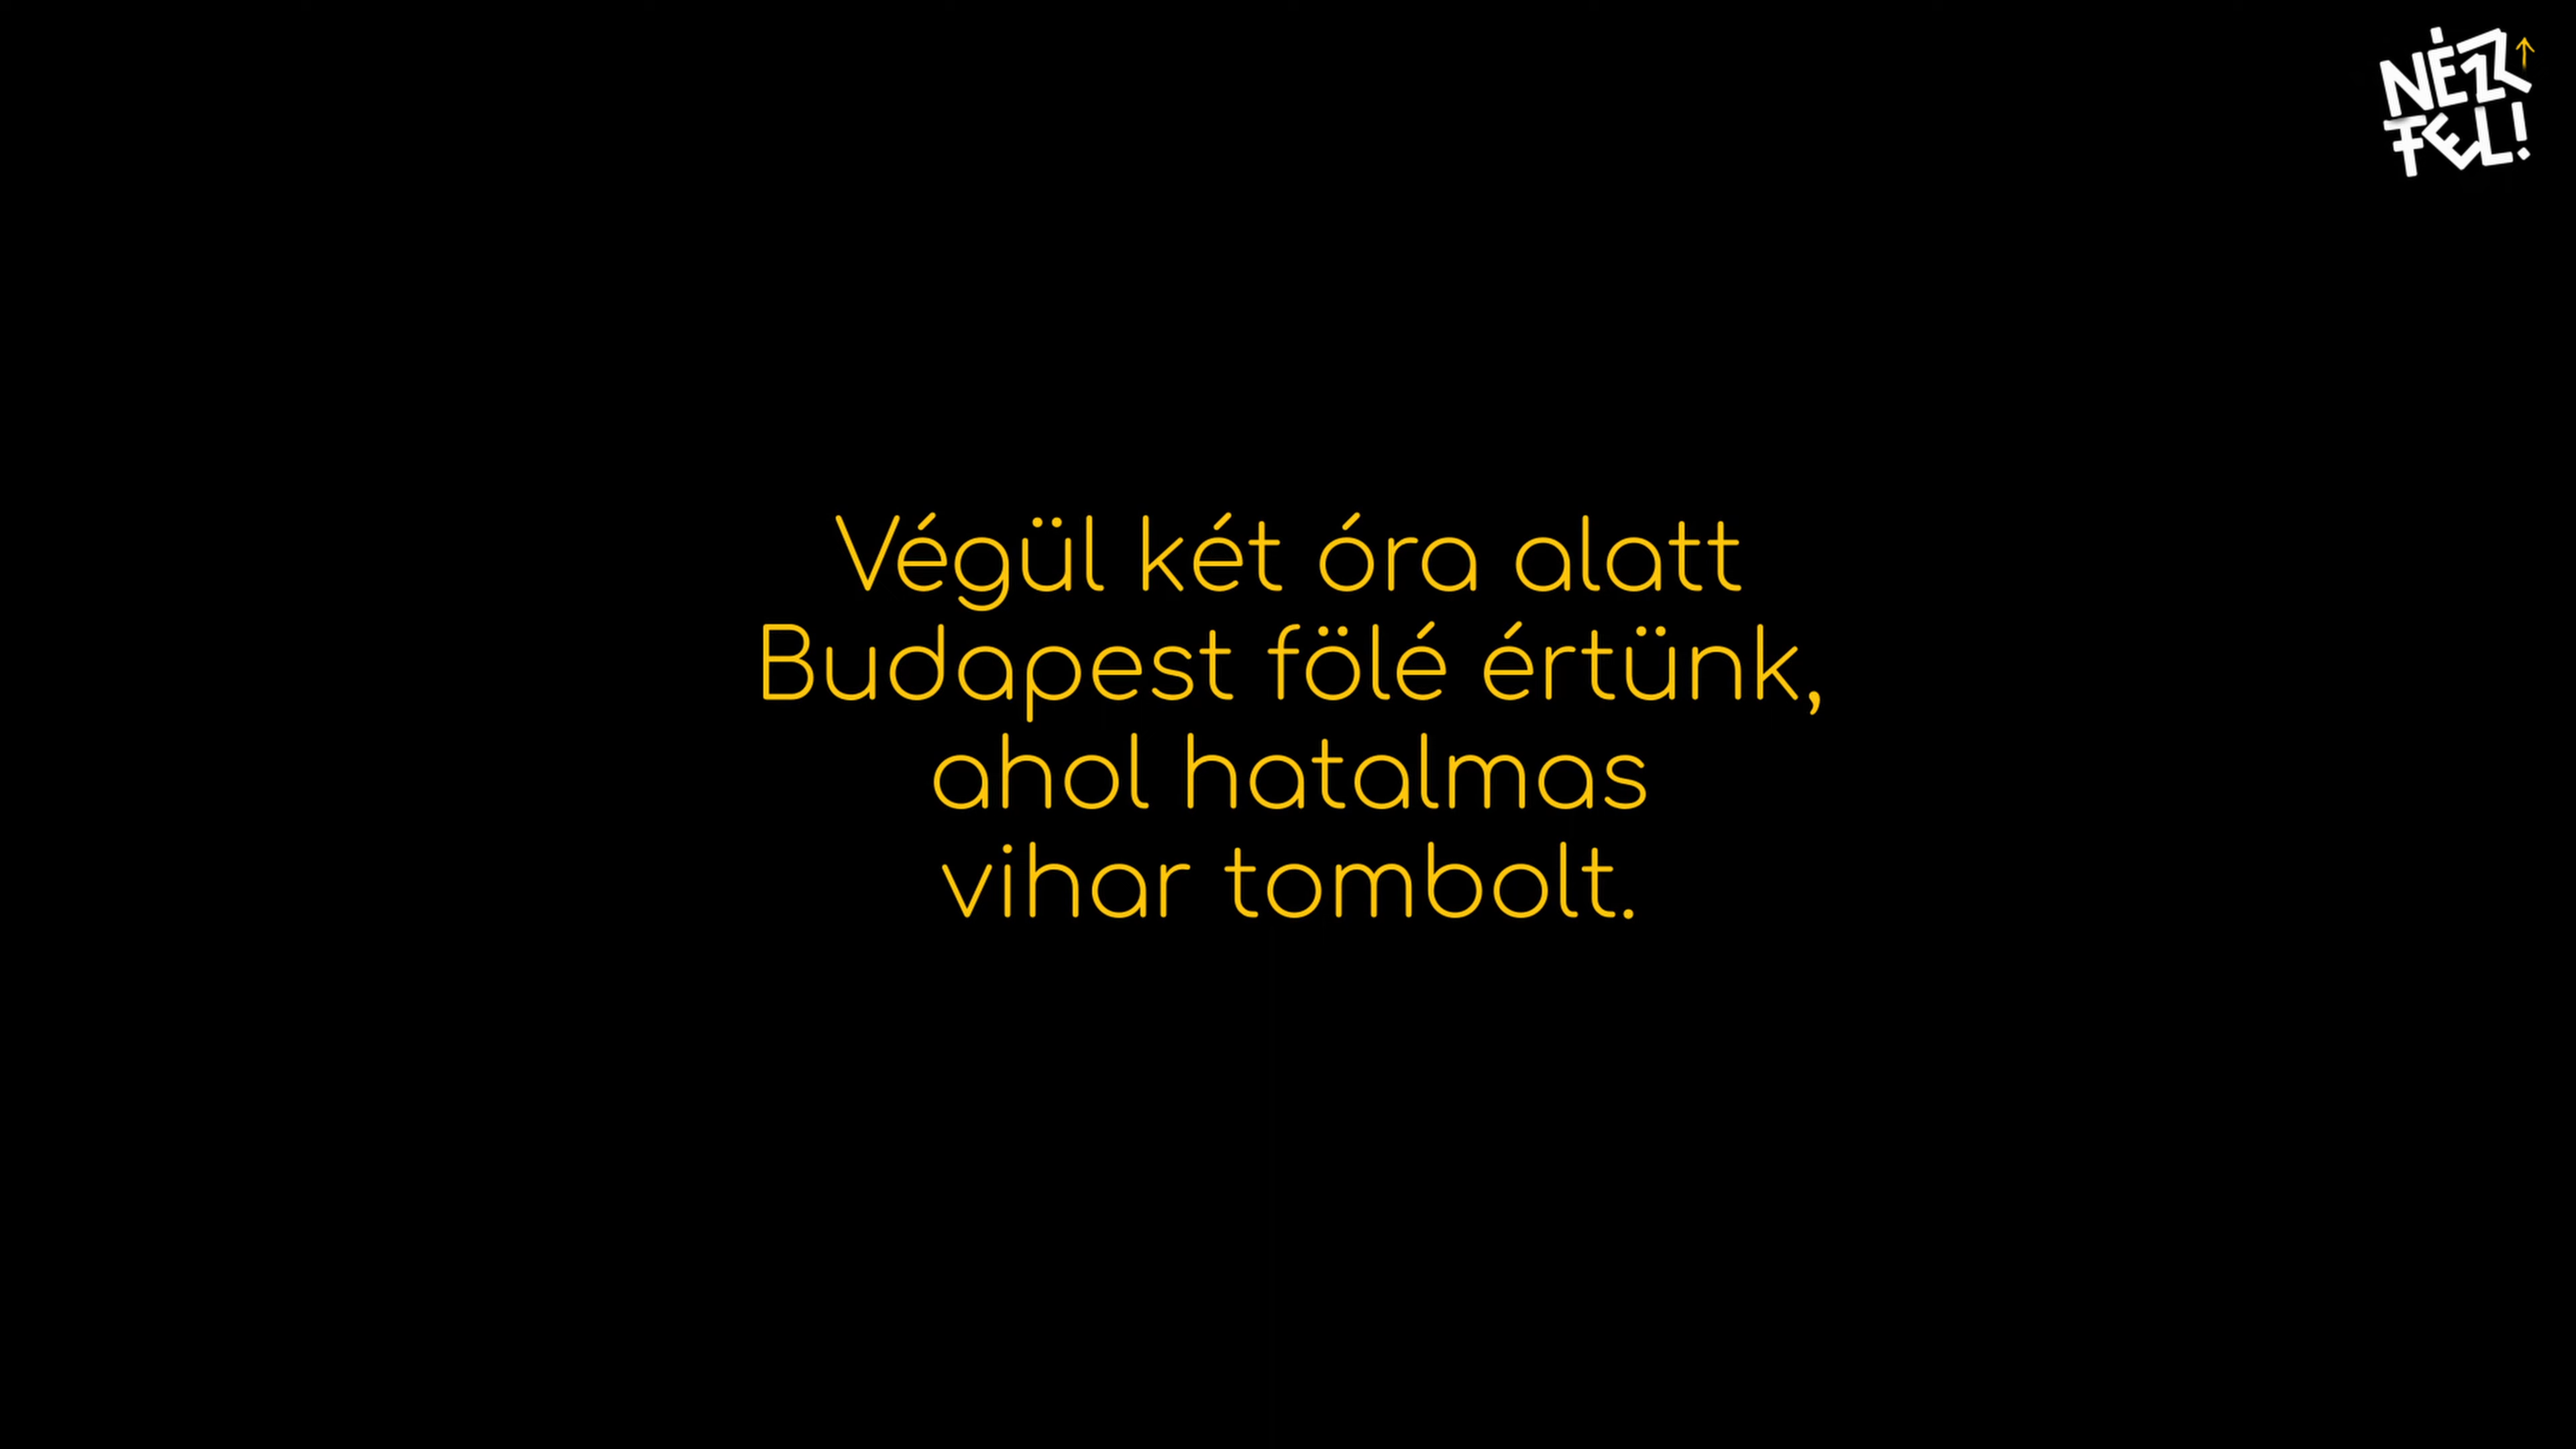 NÉZZ
FEL!
Végül két óra alatt
Budapest fölé értünk,
ahol hatalmas
vihar tombolt.